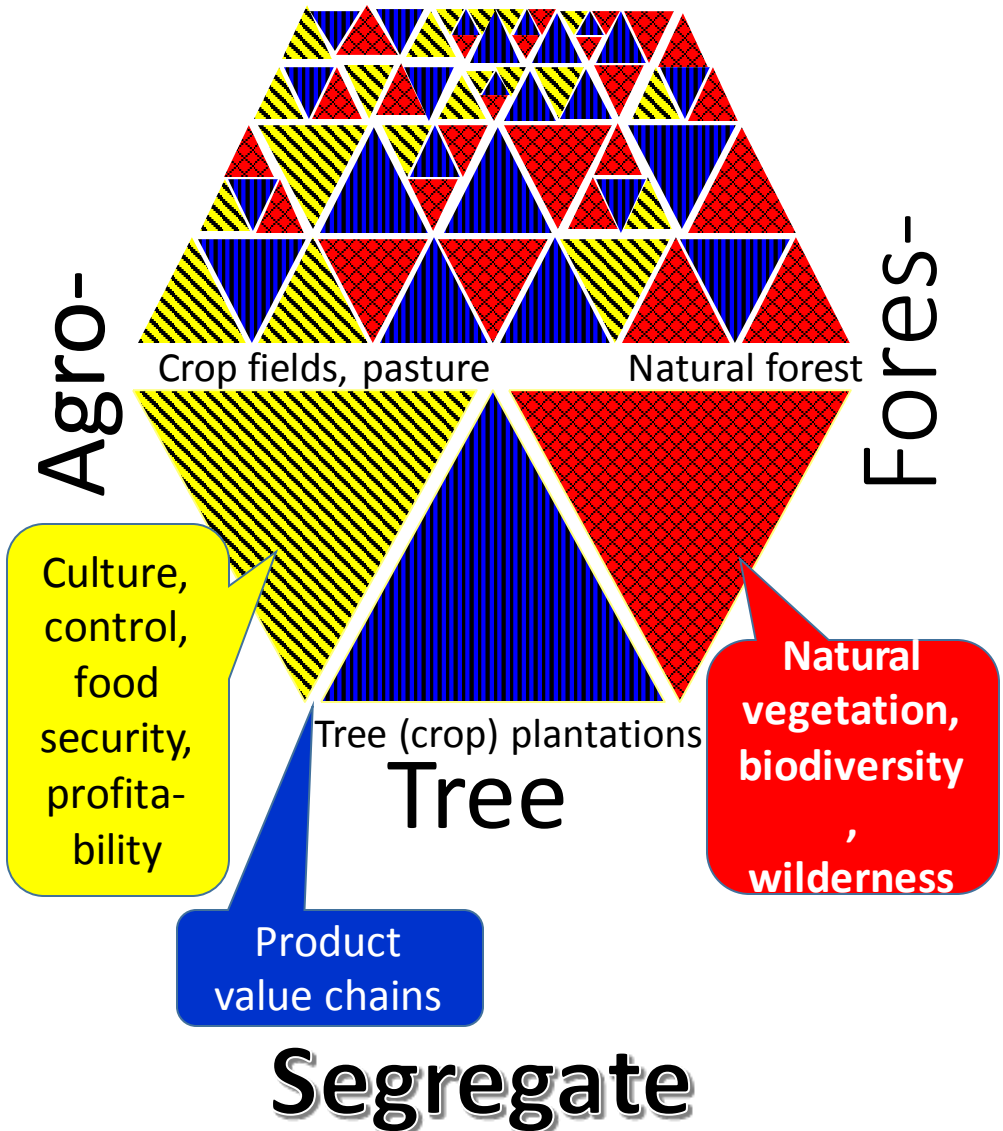 Agro-
Fores-
Crop fields, pasture
Natural forest
Culture,
control,
food
security,
profita-
bility
Natural
vegetation,
biodiversity
,
wilderness
Tree (crop) plantations
Tree
Product
value chains
Segregate